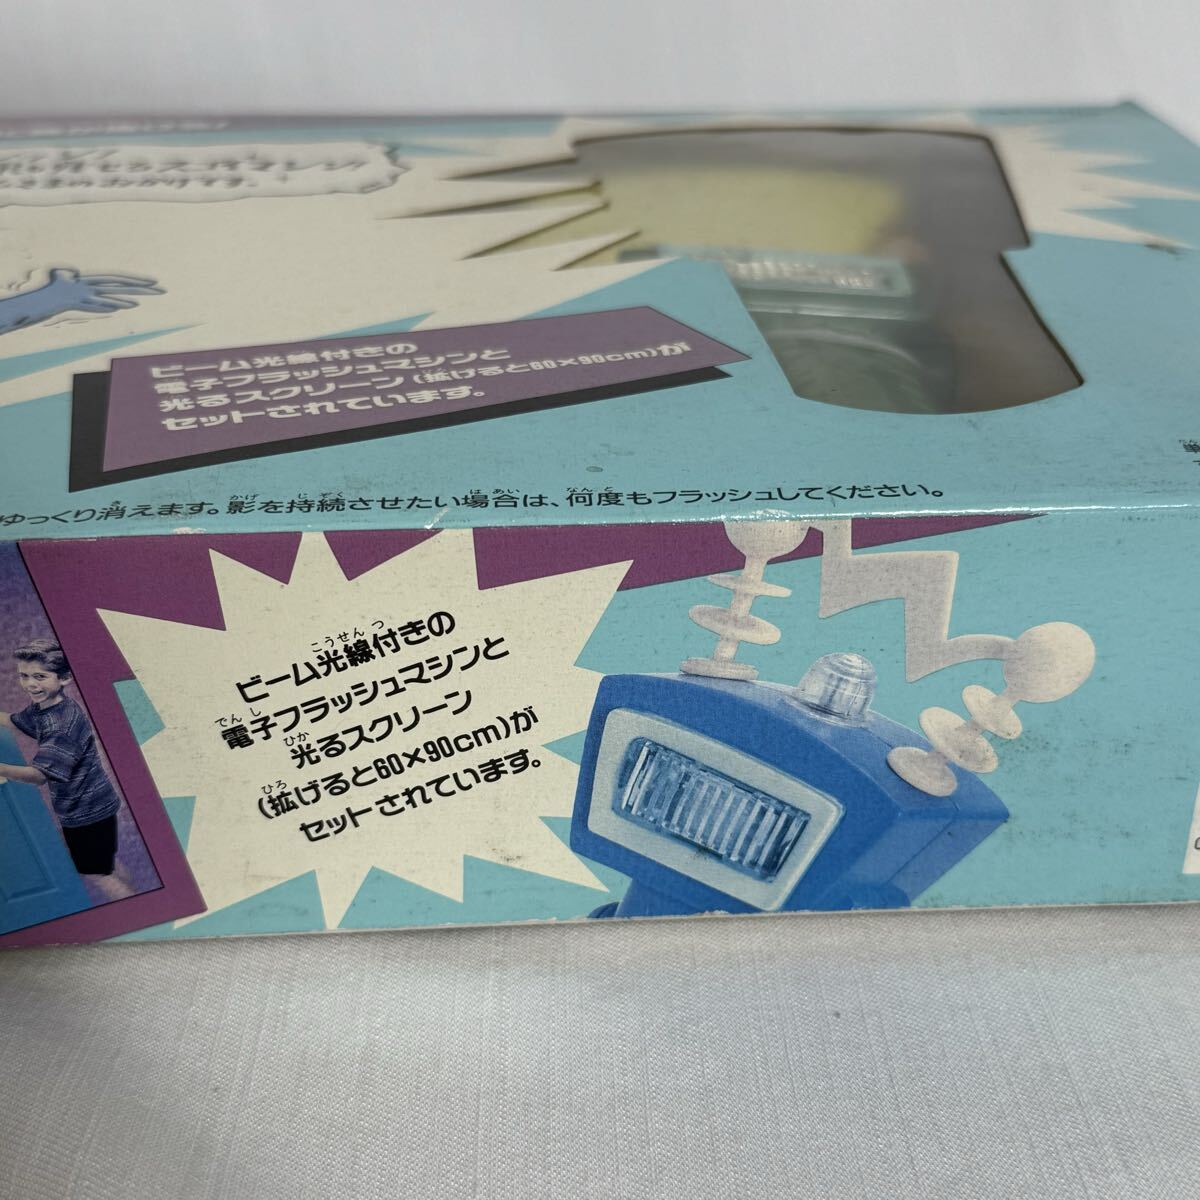 おかげです。
ビーム光線付きの
電子フラッシュマシンと
光るスクリーン(拡げると60×90cm)が
セットされています。
ゆっくり消えます。影を持続させたい場合は、何度もフラッシュしてください。
ビーム光線付きの
電子フラッシュマシンと
光るスクリーン
(拡げると60×90cm)が
セットされています。